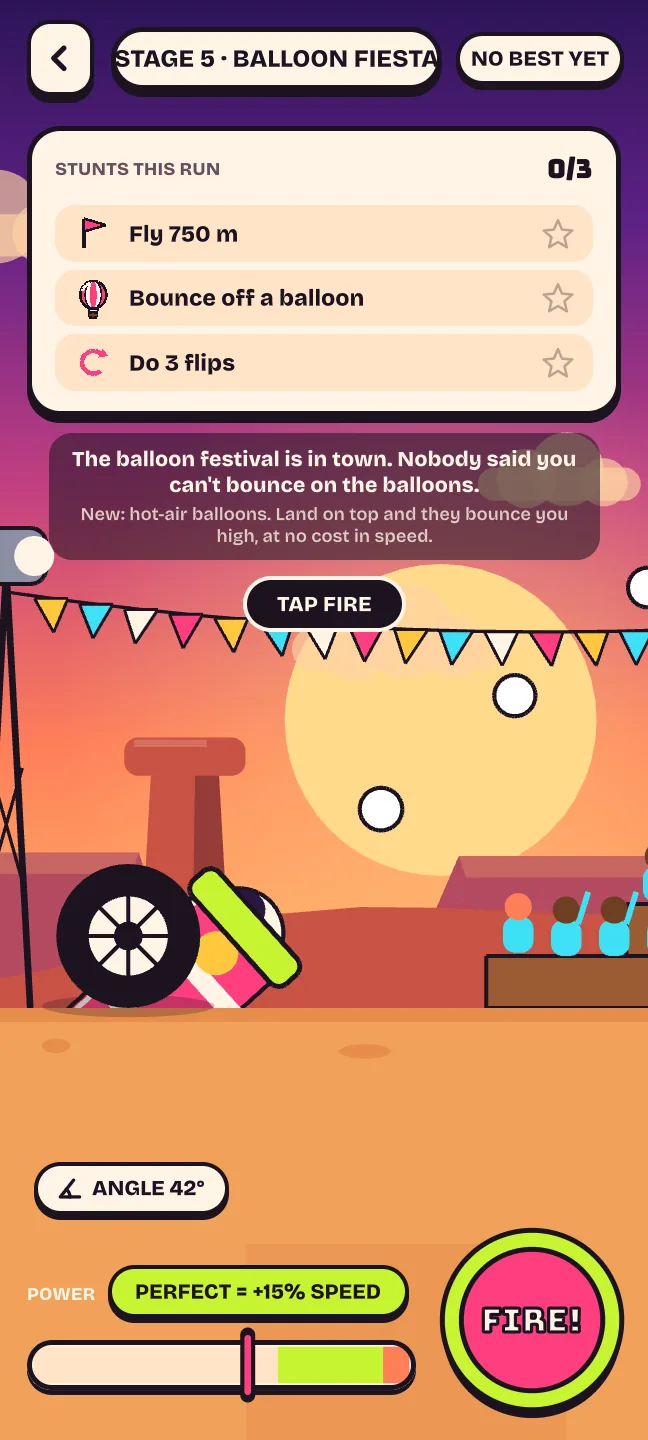 STAGE 5 · BALLOON FIESTA
NO BEST YET
STUNTS THIS RUN
0/3
Fly 750 m
Bounce off a balloon
Do 3 flips
The balloon festival is in town. Nobody said you
can't bounce on the balloons.
New: hot-air balloons. Land on top and they bounce you
high, at no cost in speed.
TAP FIRE
ANGLE 42°
POWER
PERFECT = +15% SPEED
FIRE!